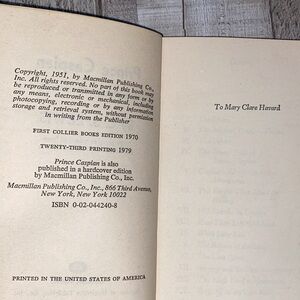 Copyright, 1951, by Macmillan Publishing Co.,
Inc. All rights reserved. No part of this book may
be reproduced or transmitted in any form or by
any means, electronic or mechanical, including
photocopying, recording or by any information
storage and retrieval system, without permission
in writing from the Publisher
FIRST COLLIER BOOKS EDITION 1970
TWENTY-THIRD PRINTING 1979
Prince Caspian is also
published in a hardcover edition
by Macmillan Publishing Co., Inc.
Macmillan Publishing Co., Inc., 866 Third Avenue,
New York, New York 10022
ISBN 0-02-044240-8
PRINTED IN THE UNITED STATES OF AMERICA
To Mary Clare Havard